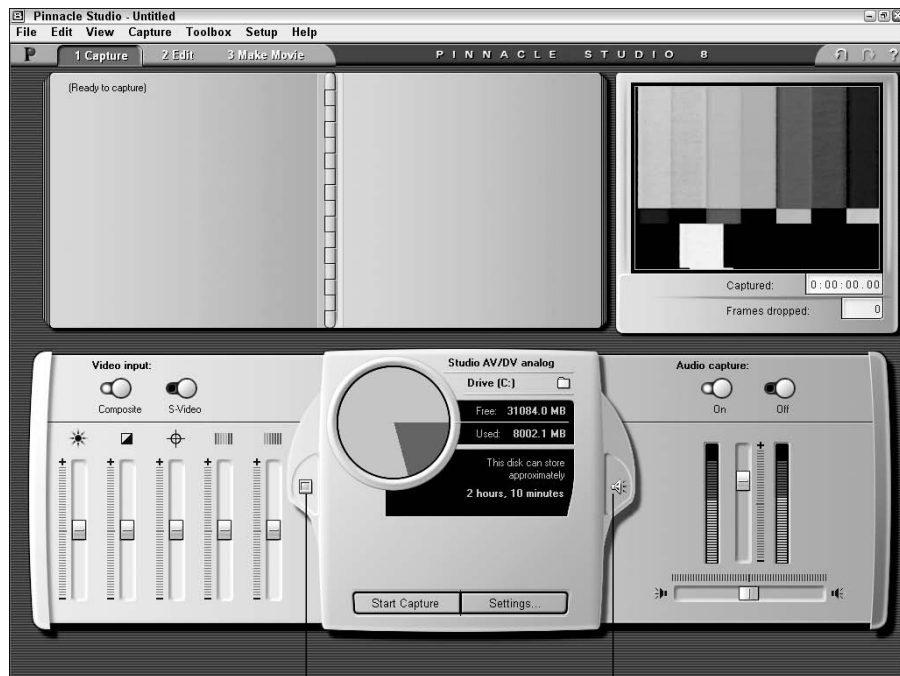 Pinnacle Studio - Untitled
File Edit View Capture Toolbox Setup Help
P 1 Capture 2 Edit 3 Make Movie PINNACLE STUDIO 8 ?
(Ready to capture)
Captured: 0:00:00.00
Frames dropped: 0
Video input:
Composite S-Video
Studio AV/DV analog
Drive (C:)
Free: 31084.0 MB
Used: 8002.1 MB
This disk can store
approximately
2 hours, 10 minutes
Start Capture Settings...
Audio capture:
On Off